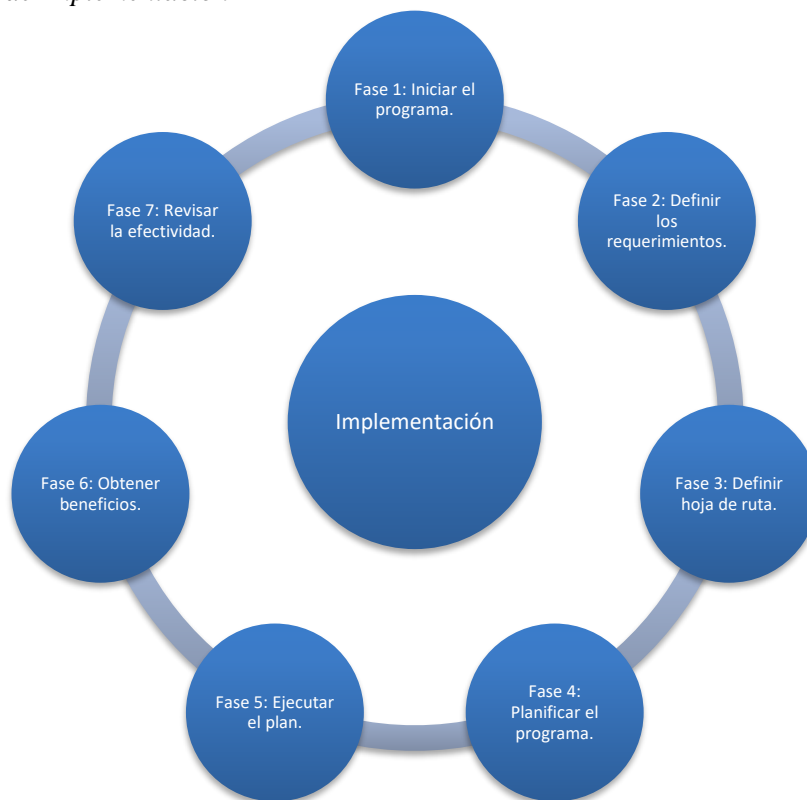 Fase 1: Iniciar el
programa.
Fase 2: Definir
los
requerimientos.
Fase 3: Definir
hoja de ruta.
Fase 4:
Planificar el
programa.
Fase 5: Ejecutar
el plan.
Fase 6: Obtener
beneficios.
Fase 7: Revisar
la efectividad.
Implementación